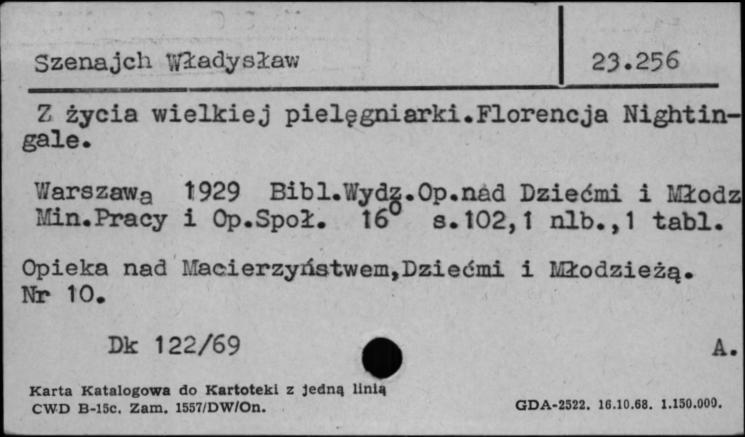 Szenajch Władysław 23.256
Z życia wielkiej pielęgniarki.Florencja Nightin-
gale.
Warszawa 1929 Bibl.Wydz.Op.nad Dziećmi i Młodz
Min.Pracy i Op.Społ. 16⁰ s.102,1 nlb.,1 tabl.
Opieka nad Macierzyństwem,Dziećmi i Młodzieżą.
Nr 10.
Dk 122/69 A.
Karta Katalogowa do Kartoteki z jedną linią
CWD B-15c. Zam. 1557/DW/On. GDA-2522. 16.10.68. 1.150.000.